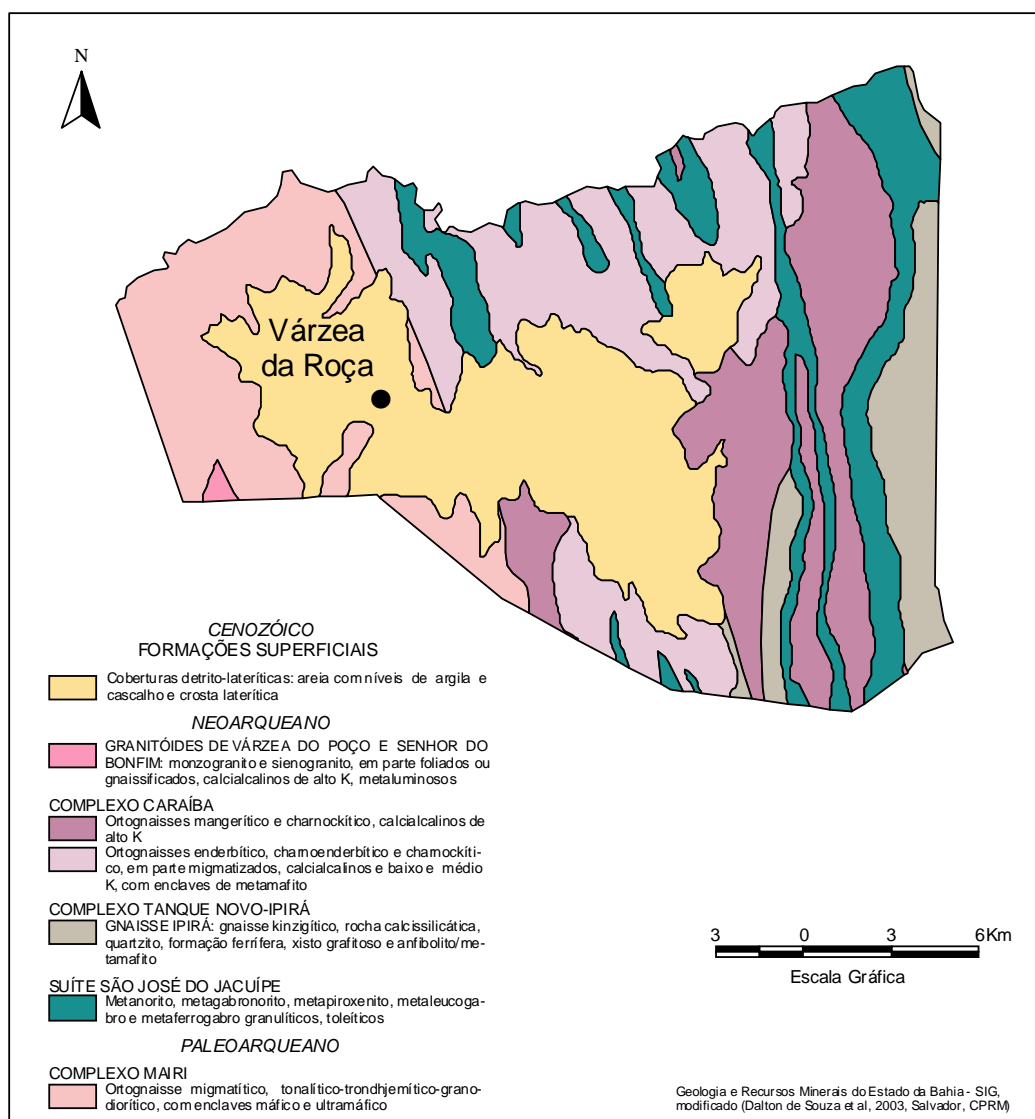 N
Várzea
da Roça
CENOZÓICO
FORMAÇÕES SUPERFICIAIS
Coberturas detrito-lateríticas: areia com níveis de argila e
cascalho e crosta laterítica
NEOARQUEANO
GRANITÓIDES DE VÁRZEA DO POÇO E SENHOR DO
BONFIM: monzogranito e sienogranito, em parte foliados ou
gnaissificados, calcialcalinos de alto K, metaluminosos
COMPLEXO CARAÍBA
Ortognaisses mangerítico e charnockítico, calcialcalinos de
alto K
Ortognaisses enderbítico, charnoenderbítico e charnockíti-
co, em parte migmatizados, calcialcalinos e baixo e médio
K, com enclaves de metamafito
COMPLEXO TANQUE NOVO-IPIRÁ
GNAISSE IPIRÁ: gnaisse kinzigítico, rocha calcissilicática,
quartzito, formação ferrífera, xisto grafitoso e anfibolito/me-
tamafito
SUÍTE SÃO JOSÉ DO JACUÍPE
Metanorito, metagabronorito, metapiroxenito, metaleucoga-
bro e metaferrogabro granulíticos, toleíticos
PALEOARQUEANO
COMPLEXO MAIRI
Ortognaisse migmatítico, tonalítico-trondhjemítico-grano-
diorítico, com enclaves máfico e ultramáfico
3 0 3 6 Km
Escala Gráfica
Geologia e Recursos Minerais do Estado da Bahia - SIG,
modificado (Dalton de Souza et al, 2003, Salvador, CPRM)